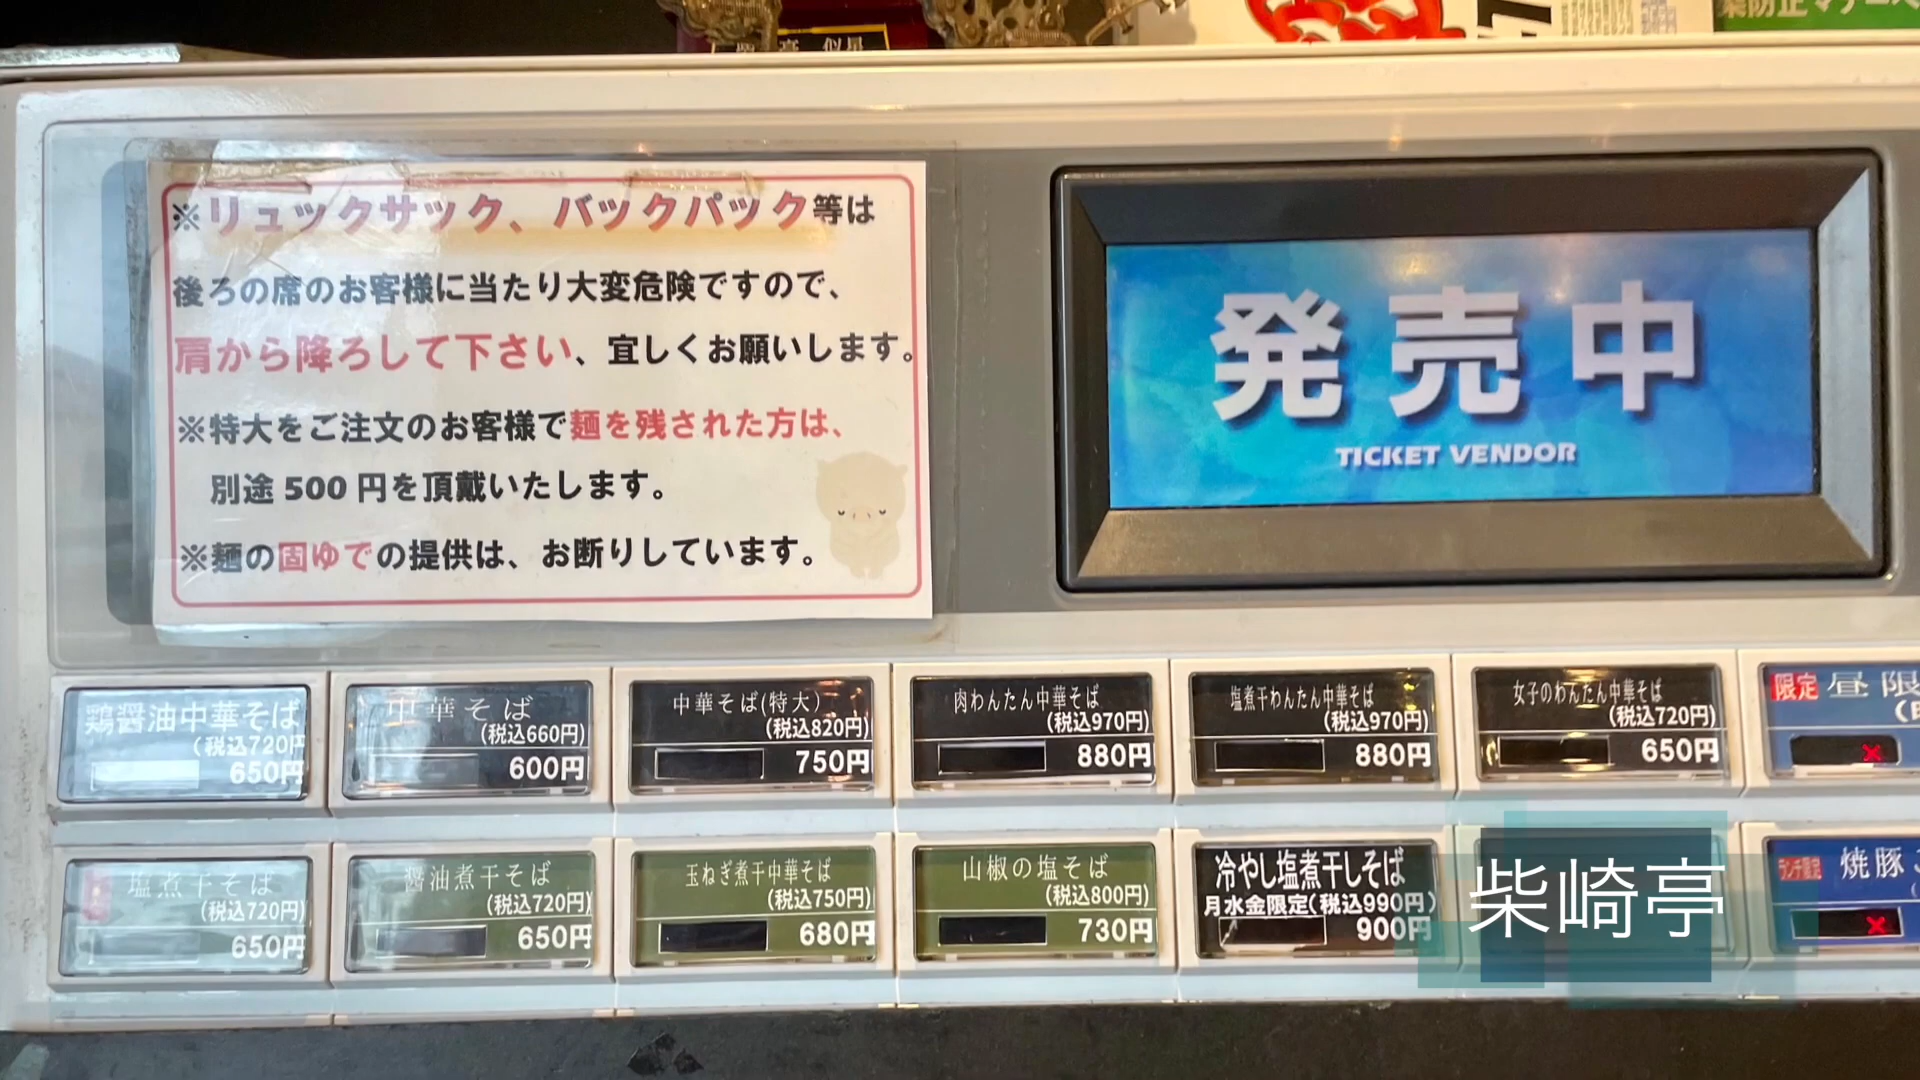 ※リュックサック、バックパック等は
後ろの席のお客様に当たり大変危険ですので、
肩から降ろして下さい、宜しくお願いします。
※特大をご注文のお客様で麺を残された方は、
別途 500 円を頂戴いたします。
※麺の固ゆでの提供は、お断りしています。
発売中
TICKET VENDOR
鶏醤油中華そば
(税込720円
650円
中華そば
(税込660円)
600円
中華そば(特大)
(税込820円)
750円
肉わんたん中華そば
(税込970円)
880円
塩煮干わんたん中華そば
(税込970円)
880円
女子のわんたん中華そば
(税込720円)
650円
限定 昼限
×
塩煮干そば
(税込720円)
650円
醤油煮干そば
(税込720円)
650円
玉ねぎ煮干中華そば
(税込750円)
680円
山椒の塩そば
(税込800円)
730円
冷やし塩煮干しそば
月水金限定(税込990円)
900円
柴崎亭
ランチ限定 焼豚
×